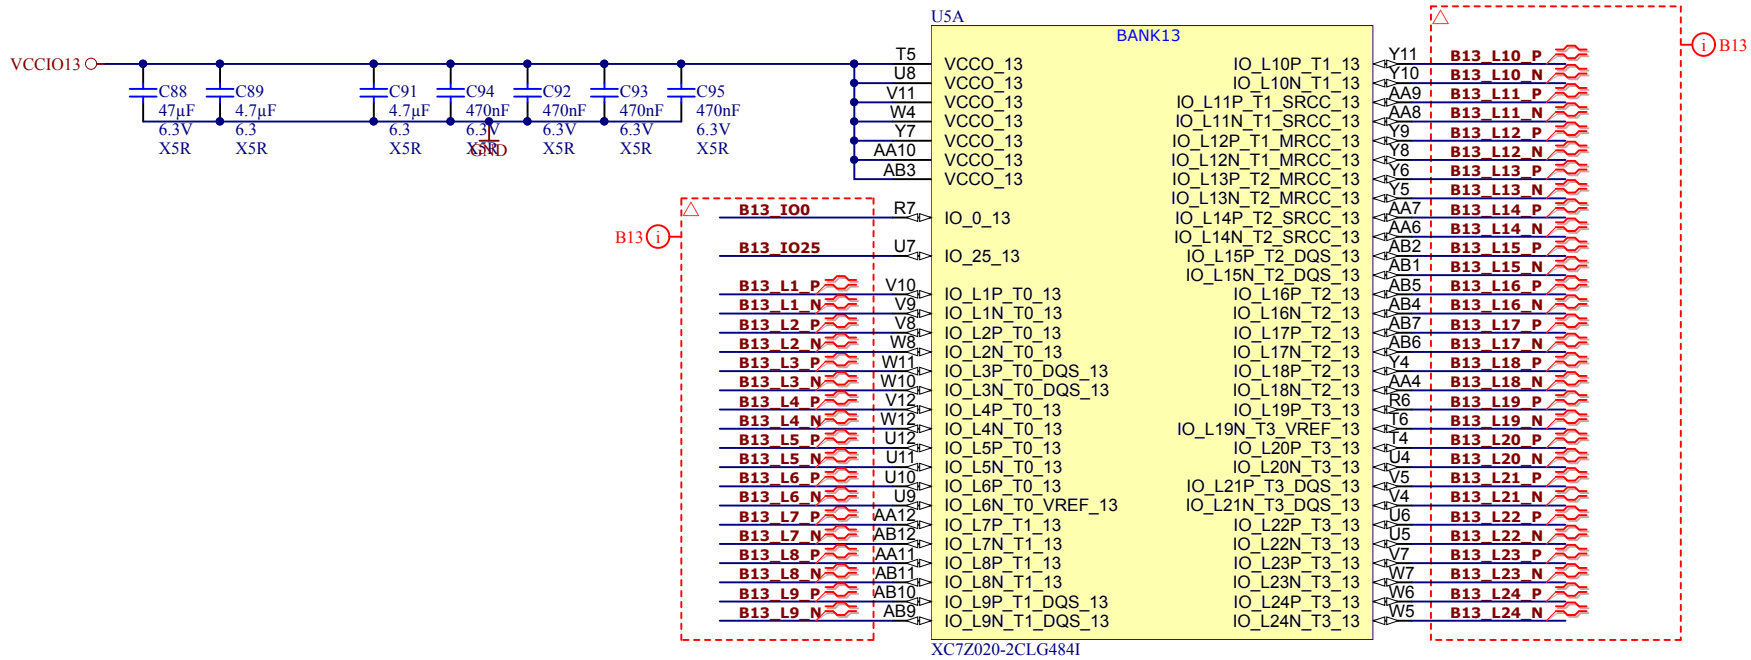 U5A
BANK13
VCCIO13
C88
47µF
6.3V
X5R
C89
4.7µF
6.3
X5R
C91
4.7µF
6.3
X5R
C94
470nF
6.3V
X5R
GND
C92
470nF
6.3V
X5R
C93
470nF
6.3V
X5R
C95
470nF
6.3V
X5R
T5 VCCO_13
U8 VCCO_13
V11 VCCO_13
W4 VCCO_13
Y7 VCCO_13
AA10 VCCO_13
AB3 VCCO_13
B13 i
B13_IO0 R7 IO_0_13
B13_IO25 U7 IO_25_13
B13_L1_P V10 IO_L1P_T0_13
B13_L1_N V9 IO_L1N_T0_13
B13_L2_P V8 IO_L2P_T0_13
B13_L2_N W8 IO_L2N_T0_13
B13_L3_P W11 IO_L3P_T0_DQS_13
B13_L3_N W10 IO_L3N_T0_DQS_13
B13_L4_P V12 IO_L4P_T0_13
B13_L4_N W12 IO_L4N_T0_13
B13_L5_P U12 IO_L5P_T0_13
B13_L5_N U11 IO_L5N_T0_13
B13_L6_P U10 IO_L6P_T0_13
B13_L6_N U9 IO_L6N_T0_VREF_13
B13_L7_P AA12 IO_L7P_T1_13
B13_L7_N AB12 IO_L7N_T1_13
B13_L8_P AA11 IO_L8P_T1_13
B13_L8_N AB11 IO_L8N_T1_13
B13_L9_P AB10 IO_L9P_T1_DQS_13
B13_L9_N AB9 IO_L9N_T1_DQS_13
IO_L10P_T1_13 Y11 B13_L10_P
IO_L10N_T1_13 Y10 B13_L10_N
IO_L11P_T1_SRCC_13 AA9 B13_L11_P
IO_L11N_T1_SRCC_13 AA8 B13_L11_N
IO_L12P_T1_MRCC_13 Y9 B13_L12_P
IO_L12N_T1_MRCC_13 Y8 B13_L12_N
IO_L13P_T2_MRCC_13 Y6 B13_L13_P
IO_L13N_T2_MRCC_13 Y5 B13_L13_N
IO_L14P_T2_SRCC_13 AA7 B13_L14_P
IO_L14N_T2_SRCC_13 AA6 B13_L14_N
IO_L15P_T2_DQS_13 AB2 B13_L15_P
IO_L15N_T2_DQS_13 AB1 B13_L15_N
IO_L16P_T2_13 AB5 B13_L16_P
IO_L16N_T2_13 AB4 B13_L16_N
IO_L17P_T2_13 AB7 B13_L17_P
IO_L17N_T2_13 AB6 B13_L17_N
IO_L18P_T2_13 Y4 B13_L18_P
IO_L18N_T2_13 AA4 B13_L18_N
IO_L19P_T3_13 R6 B13_L19_P
IO_L19N_T3_VREF_13 T6 B13_L19_N
IO_L20P_T3_13 T4 B13_L20_P
IO_L20N_T3_13 U4 B13_L20_N
IO_L21P_T3_DQS_13 V5 B13_L21_P
IO_L21N_T3_DQS_13 V4 B13_L21_N
IO_L22P_T3_13 U6 B13_L22_P
IO_L22N_T3_13 U5 B13_L22_N
IO_L23P_T3_13 V7 B13_L23_P
IO_L23N_T3_13 W7 B13_L23_N
IO_L24P_T3_13 W6 B13_L24_P
IO_L24N_T3_13 W5 B13_L24_N
i B13
XC7Z020-2CLG484I